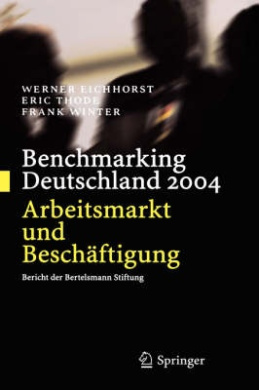 WERNER EICHHORST
ERIC THODE
FRANK WINTER
Benchmarking
Deutschland 2004
Arbeitsmarkt
und
Beschäftigung
Bericht der Bertelsmann Stiftung
Springer